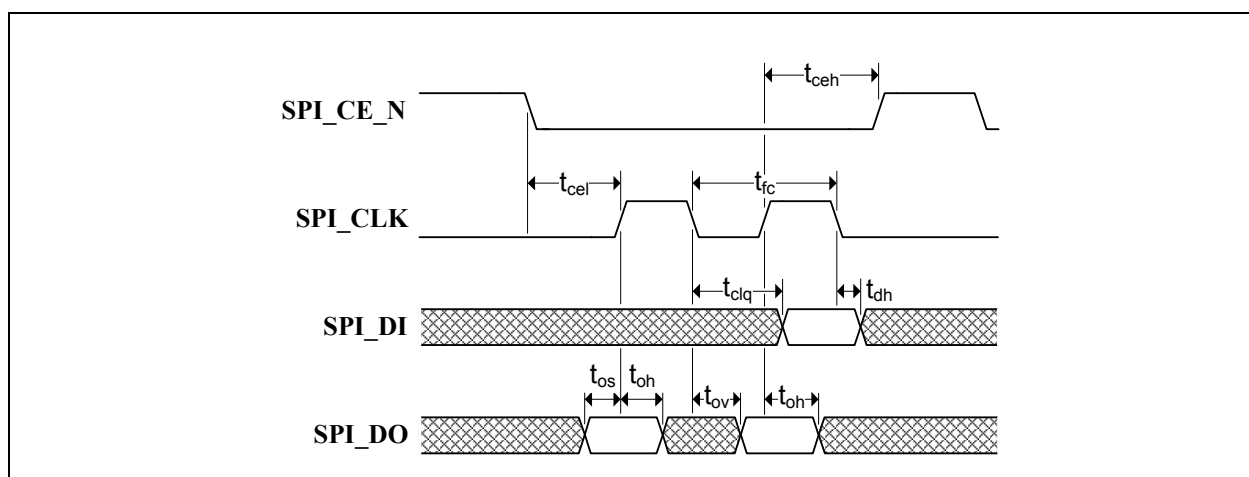 t_ceh
SPI_CE_N
t_cel
t_fc
SPI_CLK
t_clq
t_dh
SPI_DI
t_os t_oh t_ov t_oh
SPI_DO